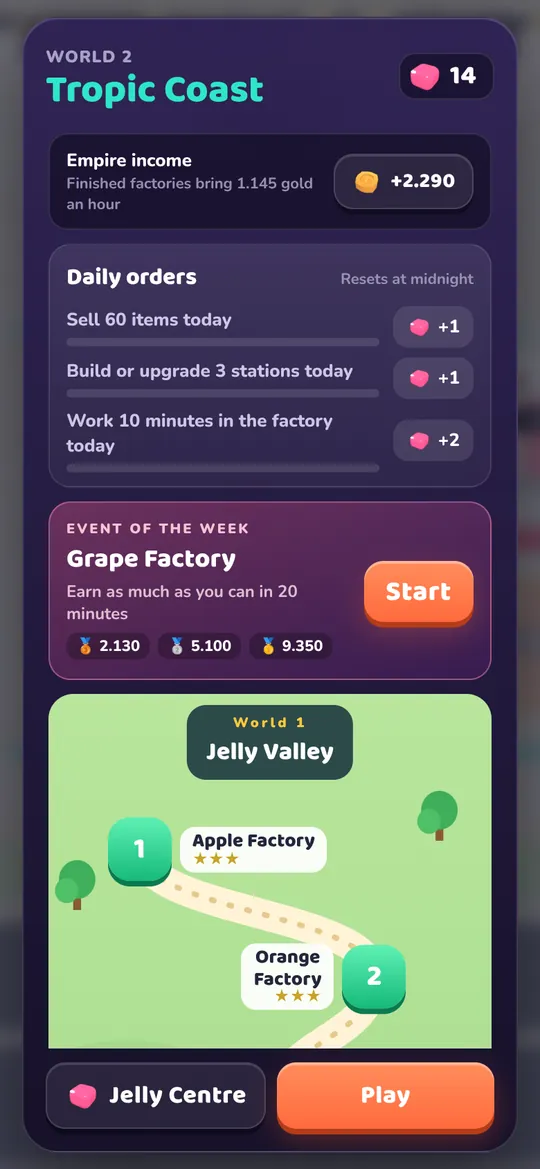 WORLD 2
Tropic Coast
14
Empire income
Finished factories bring 1.145 gold
an hour
+2.290
Daily orders
Resets at midnight
Sell 60 items today
+1
Build or upgrade 3 stations today
+1
Work 10 minutes in the factory
today
+2
EVENT OF THE WEEK
Grape Factory
Earn as much as you can in 20
minutes
Start
3 2.130
2 5.100
1 9.350
World 1
Jelly Valley
1
Apple Factory
★★★
Orange
Factory
★★★
2
Jelly Centre
Play